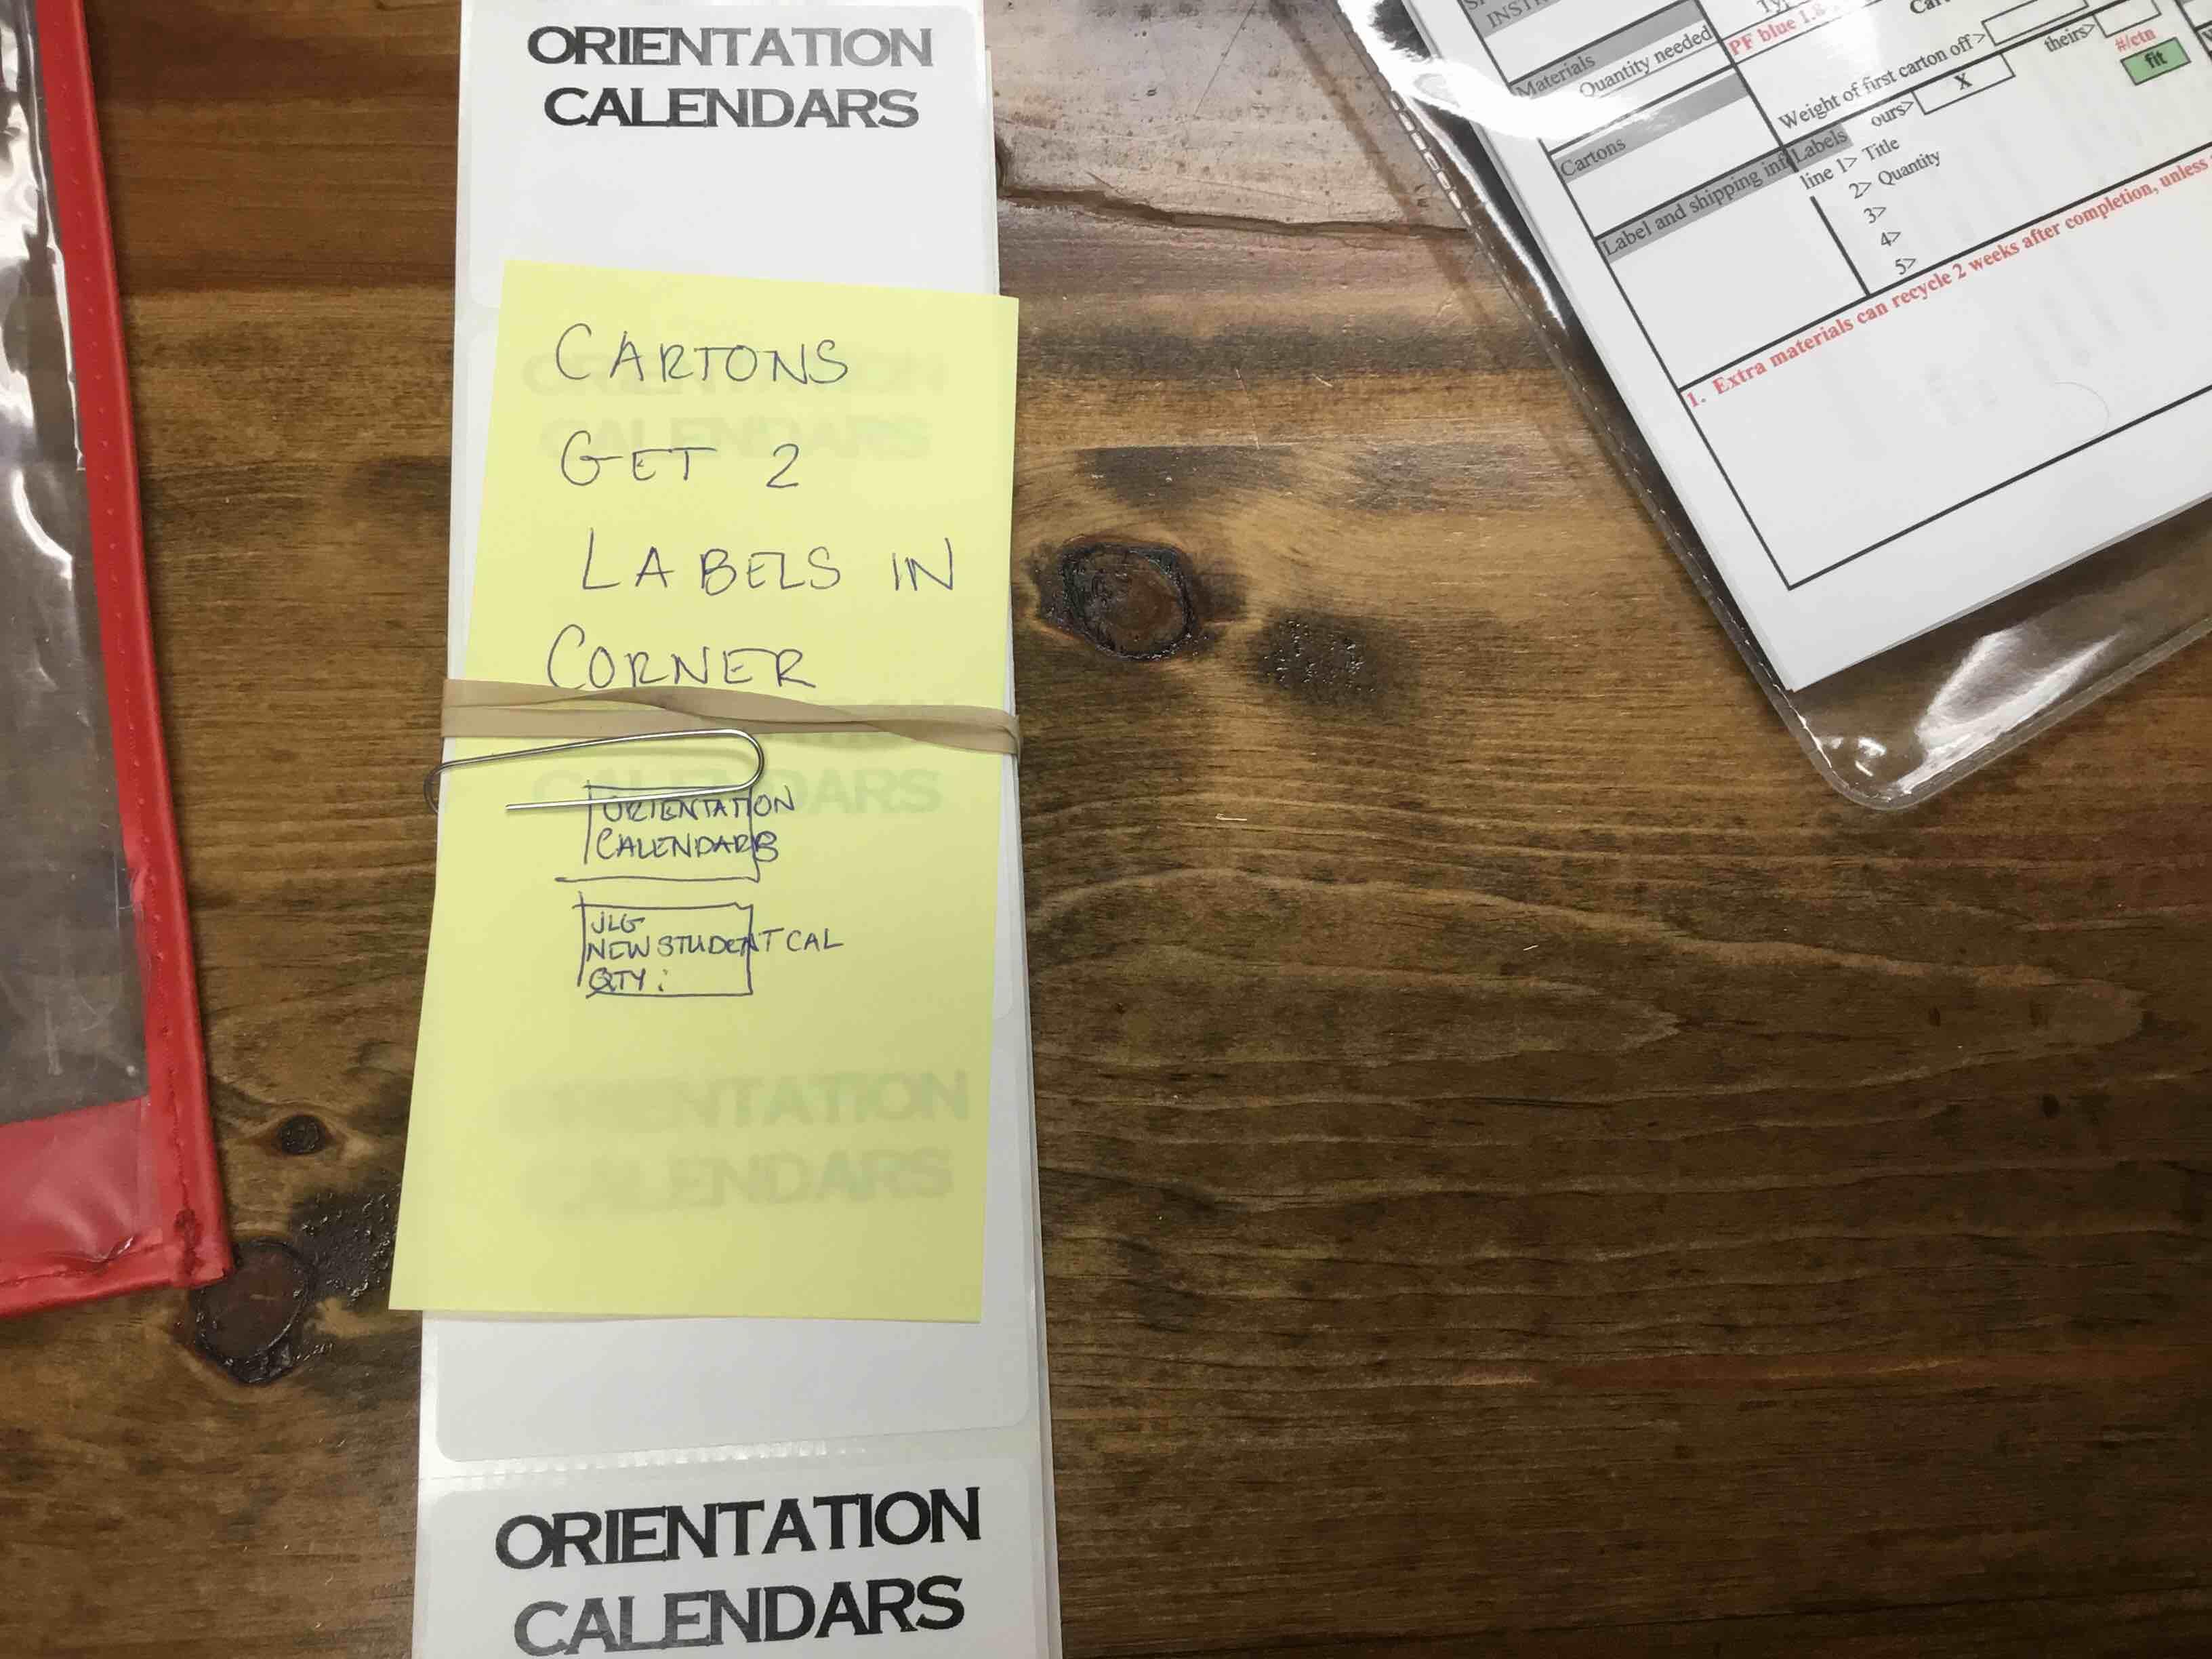 ORIENTATION
CALENDARS
CARTONS
GET 2
LABELS IN
CORNER
ORIENTATION
CALENDARS
JLG
NEW STUDENT CAL
QTY:
ORIENTATION
CALENDARS
ORIENTATION
CALENDARS
Materials
Quantity needed
PF blue 1.8
Cartons
Weight of first carton off>
ours> X
theirs>
#/ctn
fit
Label and shipping inf
Labels
line 1> Title
2> Quantity
3>
4>
5>
1. Extra materials can recycle 2 weeks after completion, unless